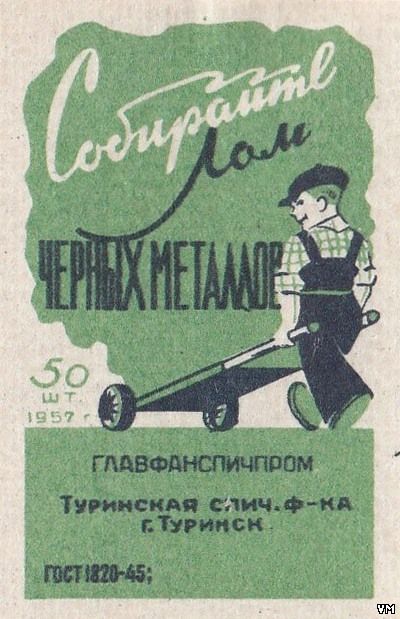 Собирайте
Лом
ЧЕРНЫХ МЕТАЛЛОВ
50
шт.
1957 г.
ГЛАВФАНСПИЧПРОМ
ТУРИНСКАЯ СПИЧ. Ф-КА
Г. ТУРИНСК
ГОСТ 1820-45;
VM